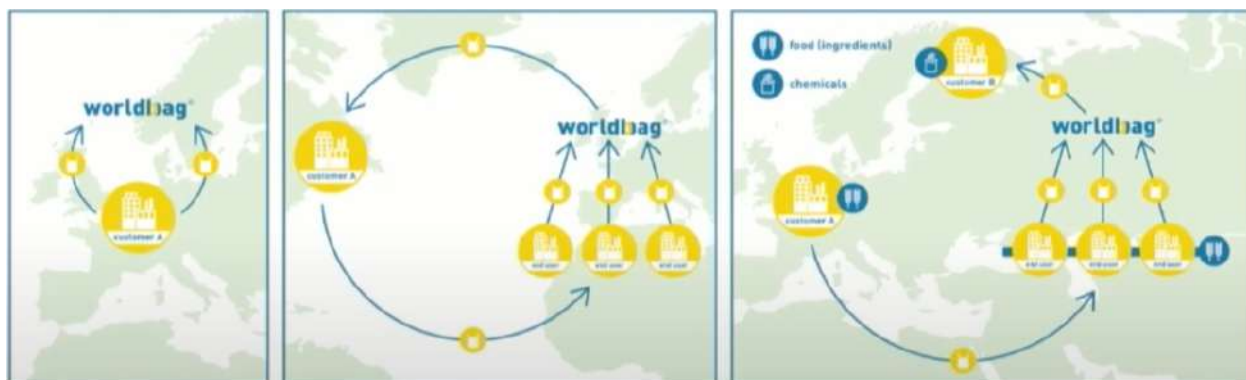 worldbag®
customer A
worldbag®
customer A
end user
end user
end user
food (ingredients)
chemicals
customer B
worldbag®
customer A
end user
end user
end user